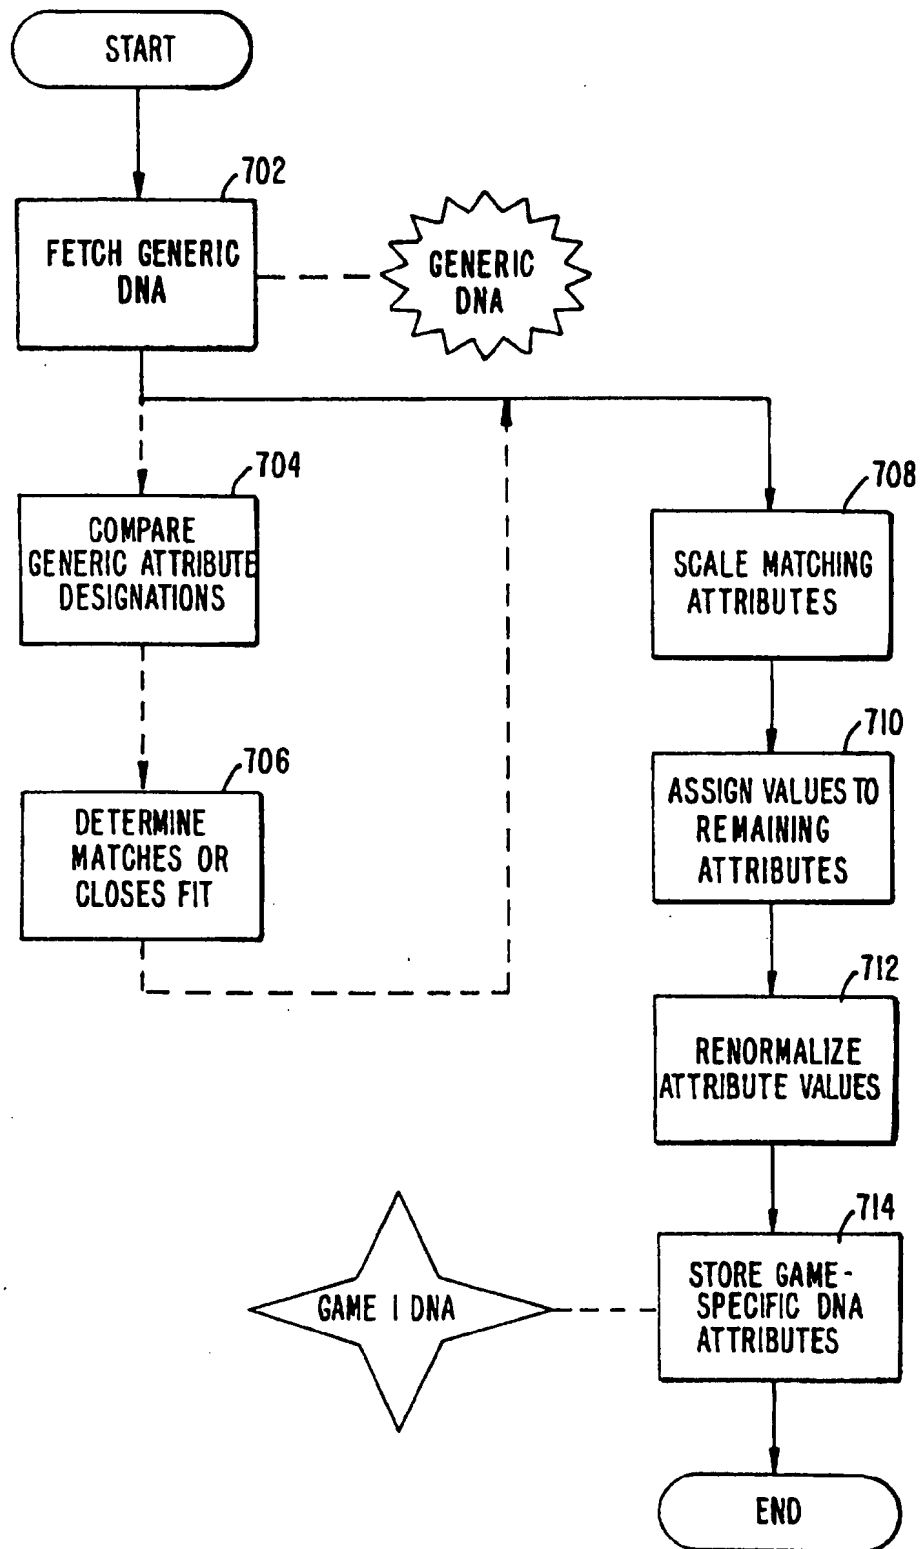 START
702
FETCH GENERIC
DNA
GENERIC
DNA
704
COMPARE
GENERIC ATTRIBUTE
DESIGNATIONS
706
DETERMINE
MATCHES OR
CLOSES FIT
708
SCALE MATCHING
ATTRIBUTES
710
ASSIGN VALUES TO
REMAINING
ATTRIBUTES
712
RENORMALIZE
ATTRIBUTE VALUES
714
STORE GAME-
SPECIFIC DNA
ATTRIBUTES
GAME 1 DNA
END